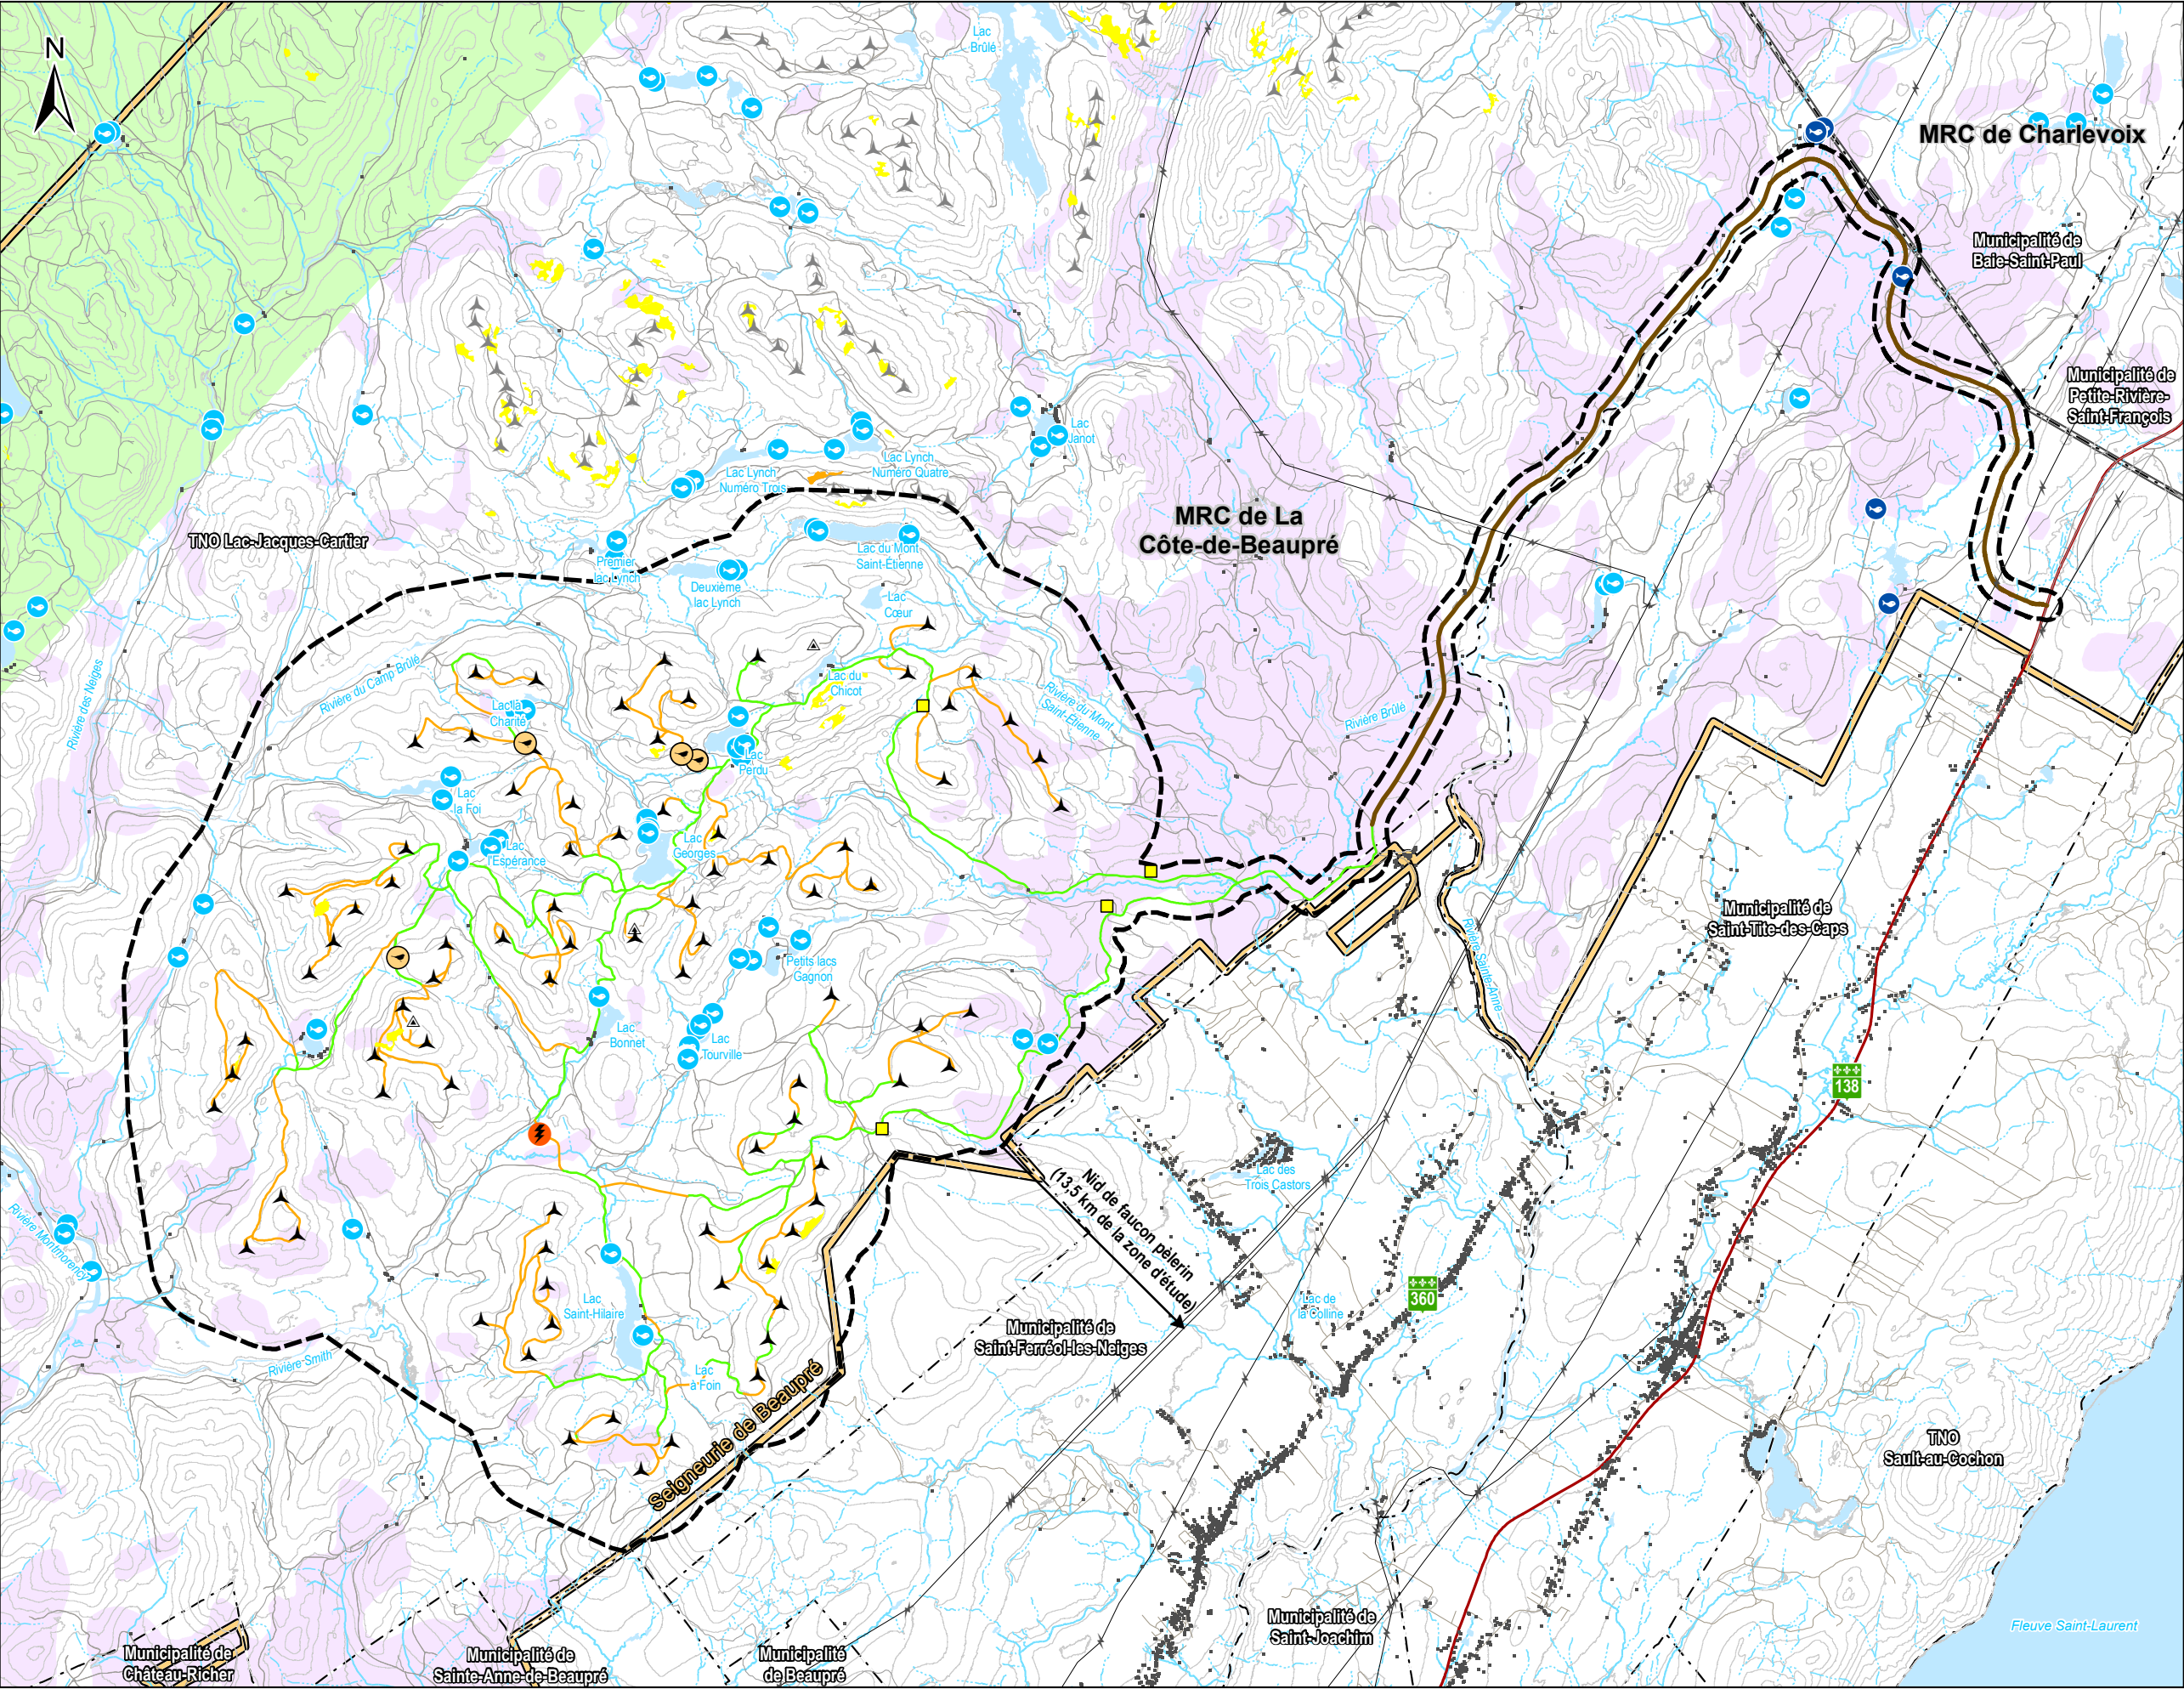 N
Lac
Brûlé
MRC de Charlevoix
Municipalité de
Baie-Saint-Paul
Municipalité de
Petite-Rivière-
Saint-François
Lac
Janot
Lac Lynch
Numéro Quatre
Lac Lynch
Numéro Trois
MRC de La
Côte-de-Beaupré
TNO Lac-Jacques-Cartier
Premier
lac Lynch
Lac du Mont
Saint-Étienne
Deuxième
lac Lynch
Lac
Cœur
Rivière des Neiges
Rivière du Camp Brûlé
Lac du
Chicot
Rivière du Mont
Saint-Étienne
Rivière Brûlé
Lac à
Charité
Lac
Perdu
Lac
la Foi
Lac
Georges
Lac
l'Espérance
Municipalité de
Saint-Tite-des-Caps
Rivière Sainte-Anne
Petits lacs
Gagnon
Lac
Bonnet
Lac
Tourville
138
Lac des
Trois Castors
Nid de faucon pèlerin
(13,5 km de la zone d'étude)
Rivière Montmorency
Lac
Saint-Hilaire
Lac de
la Colline
360
Municipalité de
Saint-Ferréol-les-Neiges
Rivière Smith
Lac
à Foin
Seigneurie de Beaupré
TNO
Sault-au-Cochon
Municipalité de
Saint-Joachim
Fleuve Saint-Laurent
Municipalité de
Château-Richer
Municipalité de
Sainte-Anne-de-Beaupré
Municipalité
de Beaupré